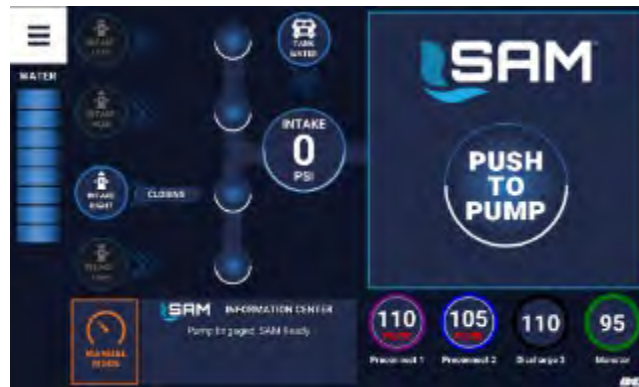 WATER
TANK
WATER
INTAKE
0
PSI
INTAKE
RIGHT
CLOSING
SAM
PUSH
TO
PUMP
MANUAL
MODE
SAM INFORMATION CENTER
Pump Engaged. SAM Ready
110
105
110
95
Preconnect 1
Preconnect 2
Discharge 3
Monitor